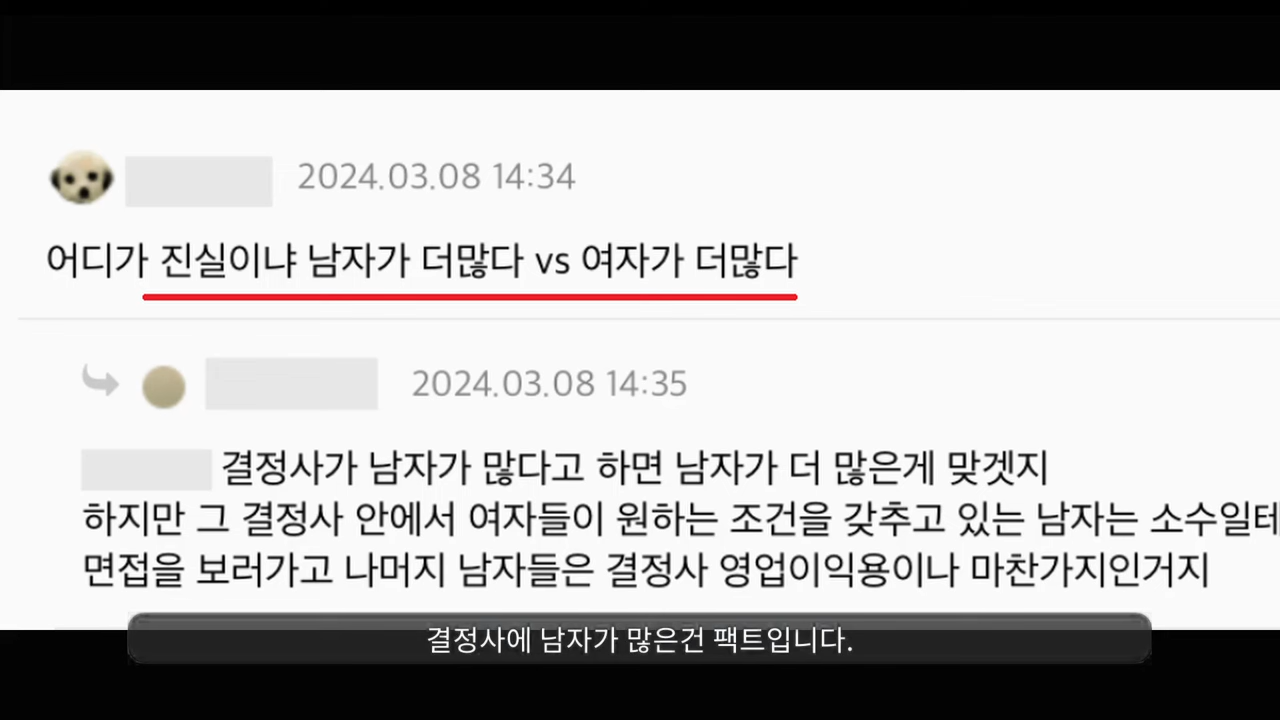 2024.03.08 14:34
어디가 진실이냐 남자가 더많다 vs 여자가 더많다
2024.03.08 14:35
결정사가 남자가 많다고 하면 남자가 더 많은게 맞겟지
하지만 그 결정사 안에서 여자들이 원하는 조건을 갖추고 있는 남자는 소수일테
면접을 보러가고 나머지 남자들은 결정사 영업이익용이나 마찬가지인거지
결정사에 남자가 많은건 팩트입니다.